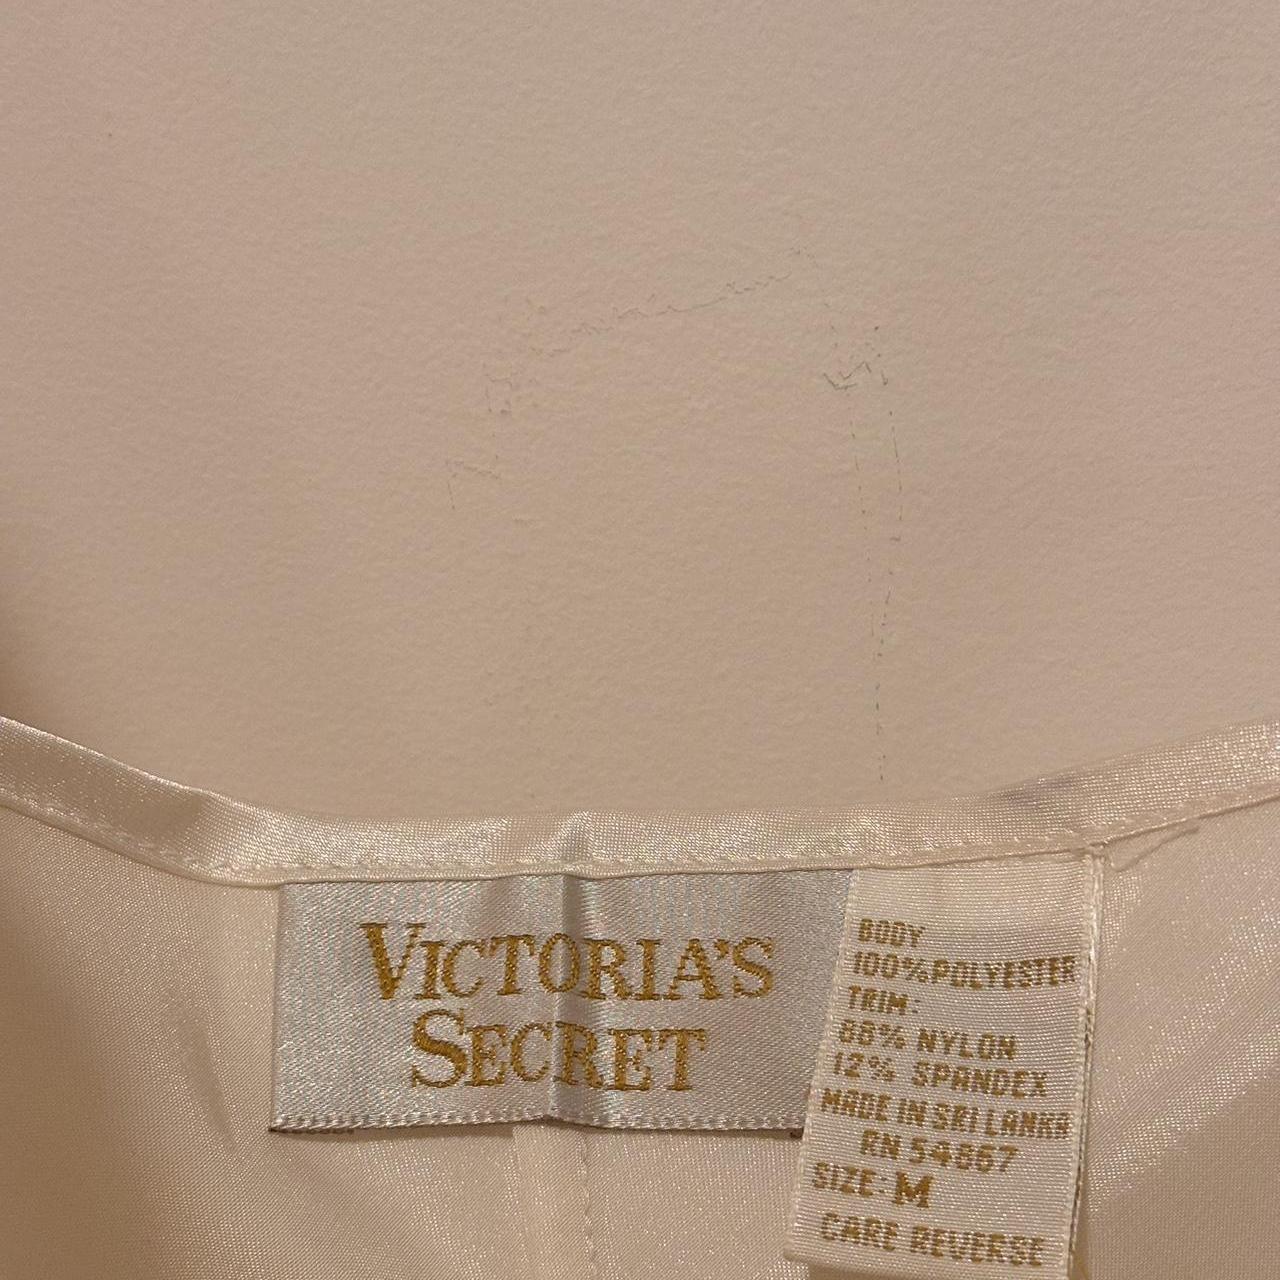 VICTORIA'S
SECRET
BODY
100% POLYESTER
TRIM:
88% NYLON
12% SPANDEX
MADE IN SRI LANKA
RN 54867
SIZE: M
CARE REVERSE